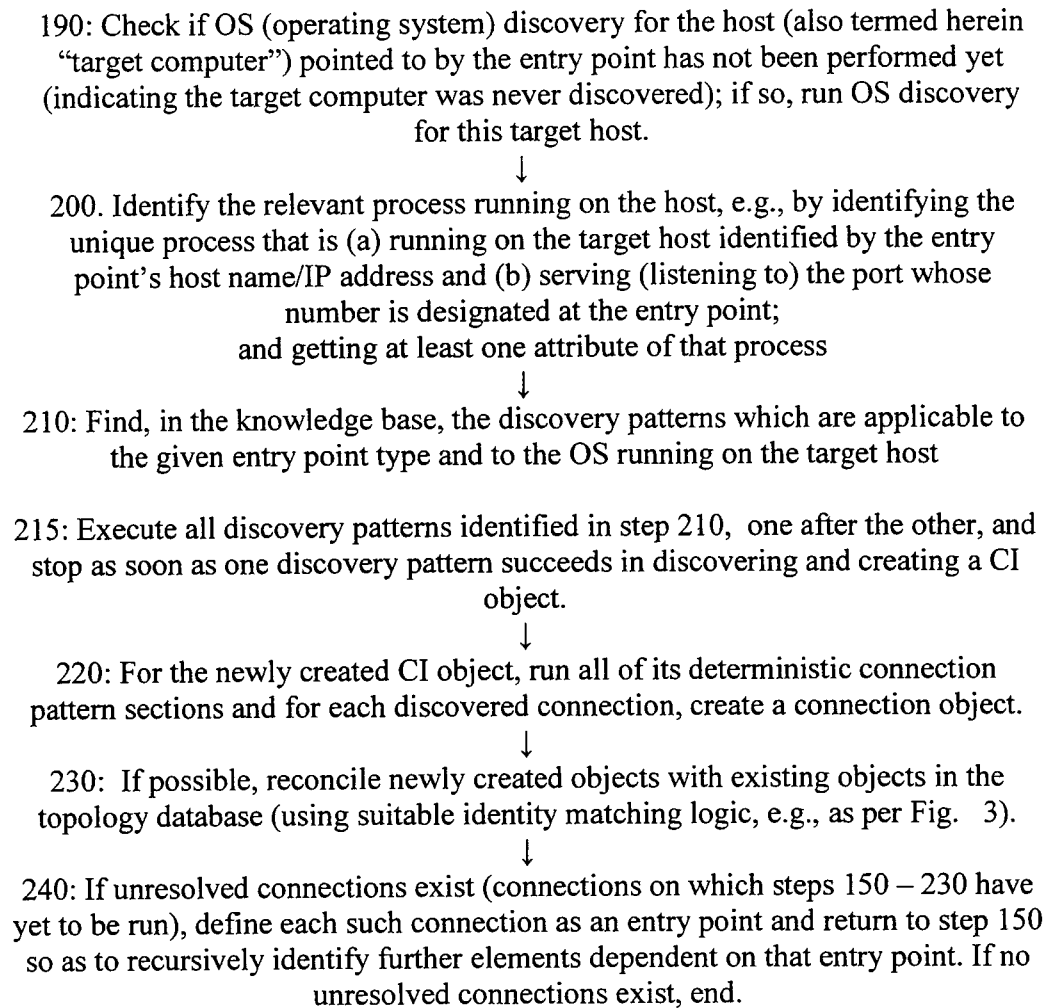 190: Check if OS (operating system) discovery for the host (also termed herein
“target computer”) pointed to by the entry point has not been performed yet
(indicating the target computer was never discovered); if so, run OS discovery
for this target host.
↓
200. Identify the relevant process running on the host, e.g., by identifying the
unique process that is (a) running on the target host identified by the entry
point’s host name/IP address and (b) serving (listening to) the port whose
number is designated at the entry point;
and getting at least one attribute of that process
↓
210: Find, in the knowledge base, the discovery patterns which are applicable to
the given entry point type and to the OS running on the target host
215: Execute all discovery patterns identified in step 210, one after the other, and
stop as soon as one discovery pattern succeeds in discovering and creating a CI
object.
↓
220: For the newly created CI object, run all of its deterministic connection
pattern sections and for each discovered connection, create a connection object.
↓
230: If possible, reconcile newly created objects with existing objects in the
topology database (using suitable identity matching logic, e.g., as per Fig. 3).
↓
240: If unresolved connections exist (connections on which steps 150 – 230 have
yet to be run), define each such connection as an entry point and return to step 150
so as to recursively identify further elements dependent on that entry point. If no
unresolved connections exist, end.